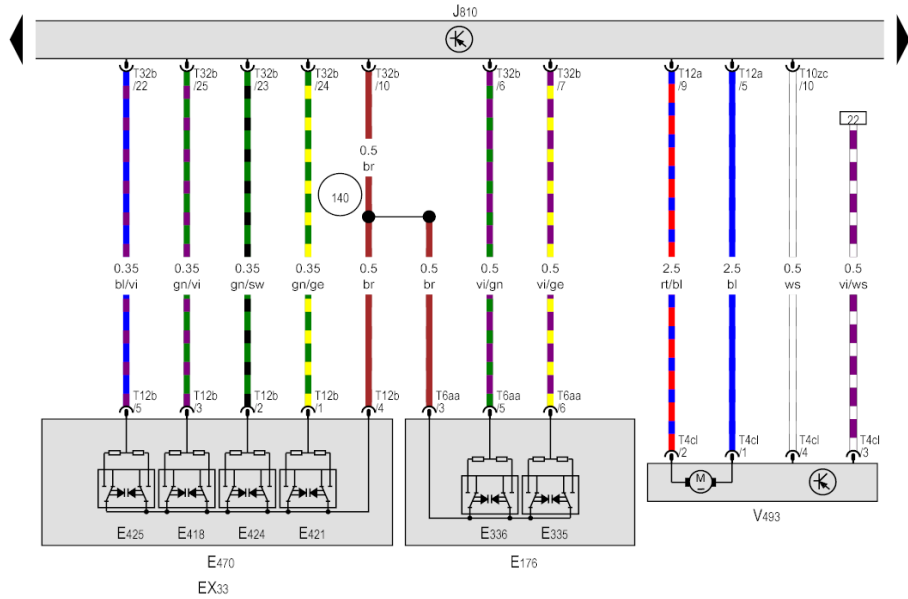 J810
T32b
/22
T32b
/25
T32b
/23
T32b
/24
T32b
/10
T32b
/6
T32b
/7
T12a
/9
T12a
/5
T10zc
/10
22
0.5
br
140
0.35
bl/vi
0.35
gn/vi
0.35
gn/sw
0.35
gn/ge
0.5
br
0.5
br
0.5
vi/gn
0.5
vi/ge
2.5
rt/bl
2.5
bl
0.5
ws
0.5
vi/ws
T12b
/5
T12b
/3
T12b
/2
T12b
/1
T12b
/4
T6aa
/3
T6aa
/5
T6aa
/6
T4cl
/2
T4cl
/1
T4cl
/4
T4cl
/3
M
V493
E425
E418
E424
E421
E336
E335
E470
E176
EX33